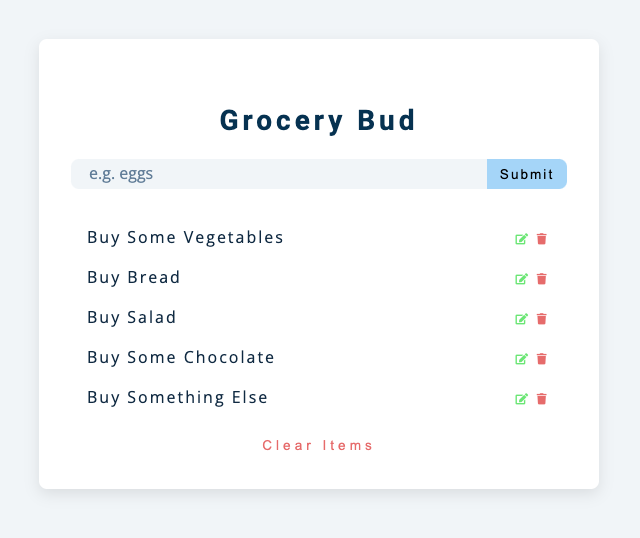 Grocery Bud
e.g. eggs
Submit
Buy Some Vegetables
Buy Bread
Buy Salad
Buy Some Chocolate
Buy Something Else
Clear Items